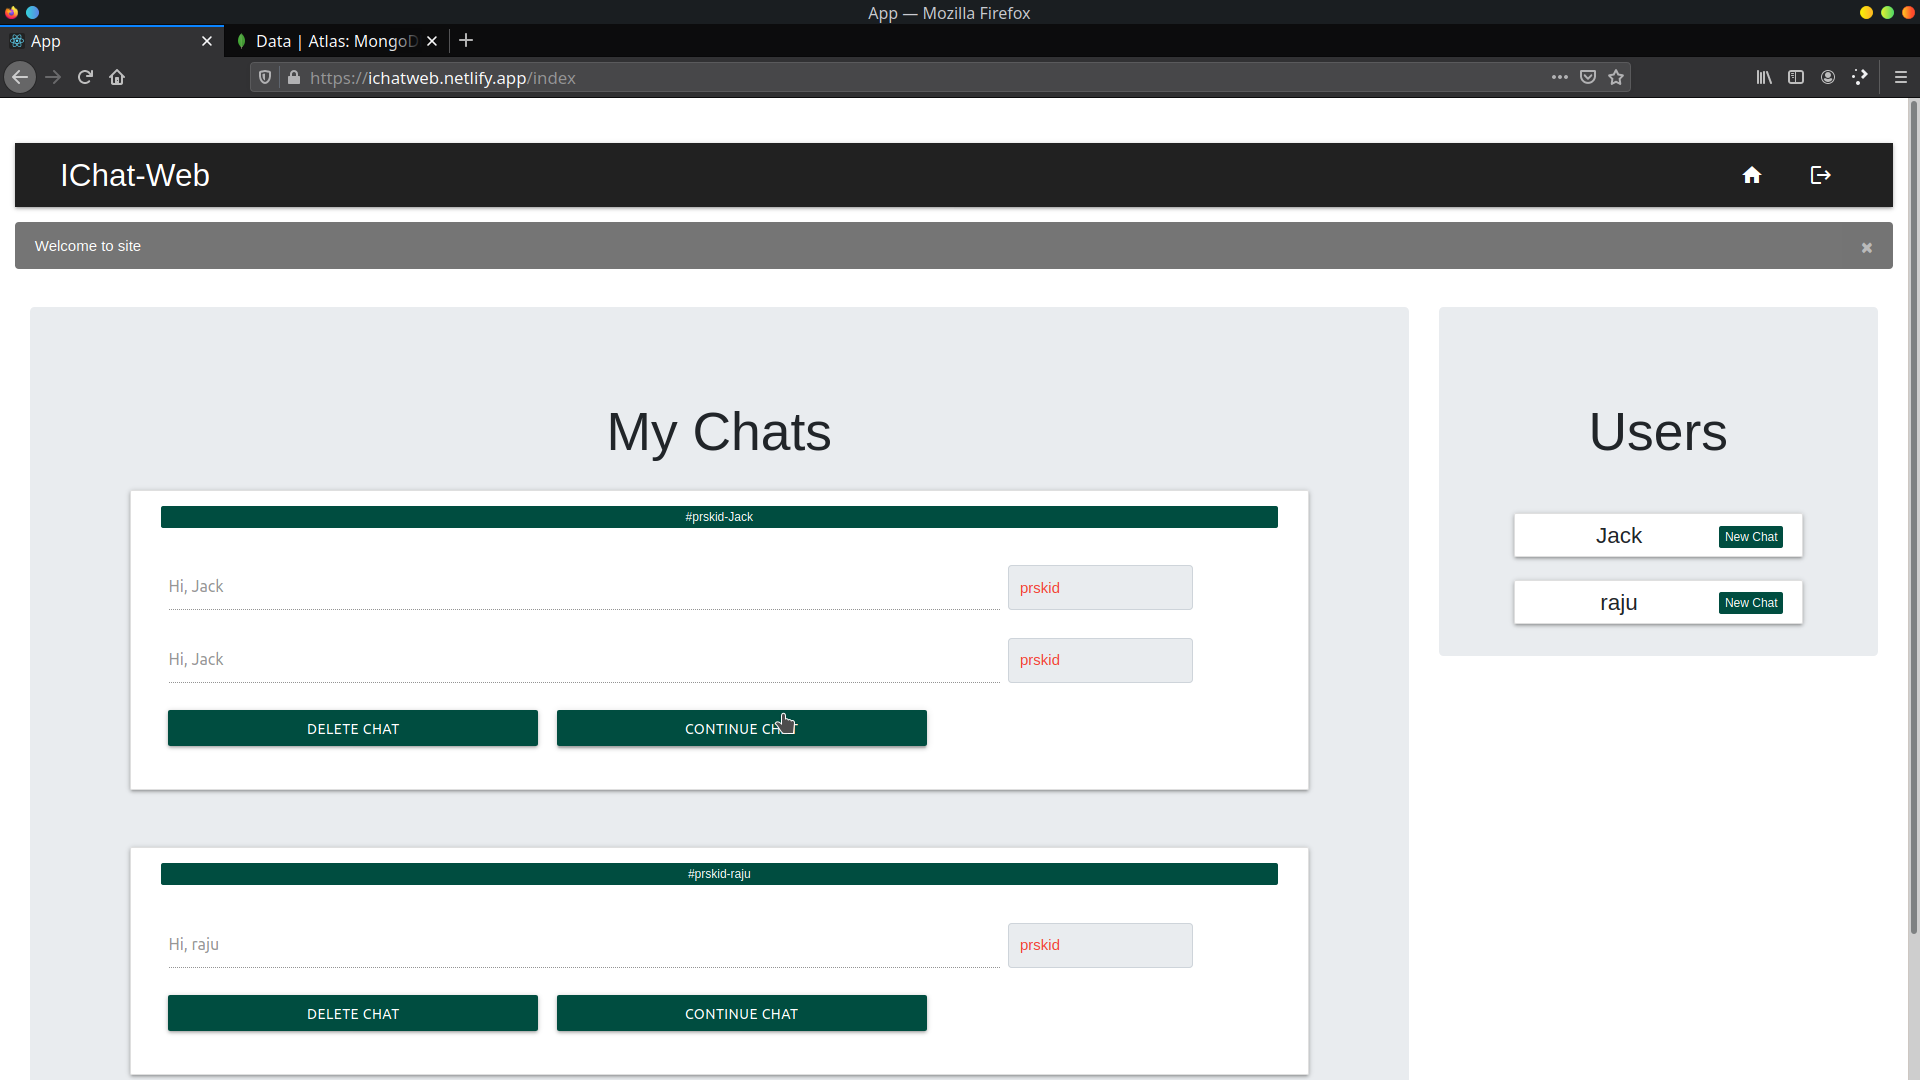 App — Mozilla Firefox
App
Data | Atlas: MongoD
https://ichatweb.netlify.app/index
IChat-Web
Welcome to site
My Chats
#prskid-Jack
Hi, Jack
prskid
Hi, Jack
prskid
DELETE CHAT
CONTINUE CHAT
#prskid-raju
Hi, raju
prskid
DELETE CHAT
CONTINUE CHAT
Users
Jack
New Chat
raju
New Chat